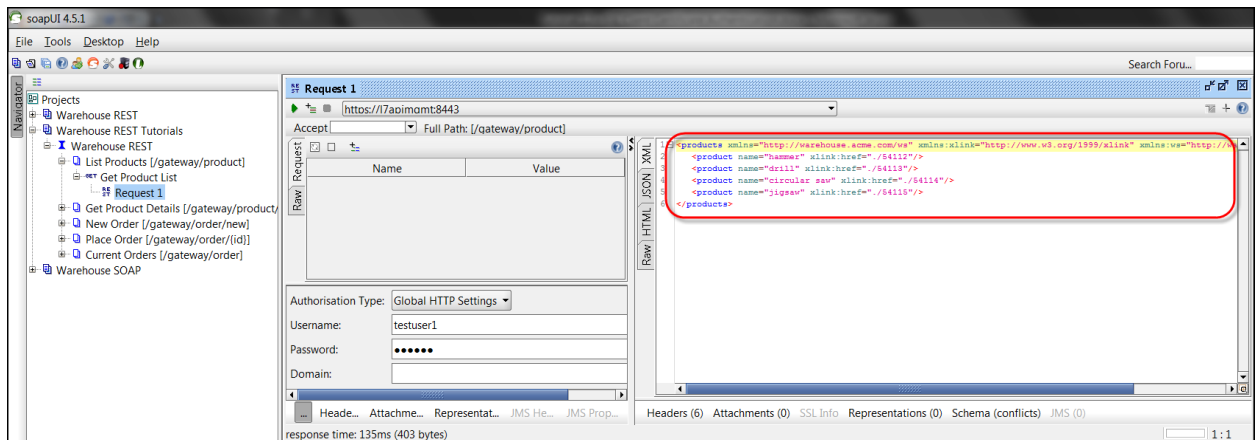 soapUI 4.5.1
File Tools Desktop Help
Search Foru...
Navigator
Projects
Warehouse REST
Warehouse REST Tutorials
Warehouse REST
List Products [/gateway/product]
Get Product List
Request 1
Get Product Details [/gateway/product/
New Order [/gateway/order/new]
Place Order [/gateway/order/(id)]
Current Orders [/gateway/order]
Warehouse SOAP
Request 1
https://l7apimgmt:8443
Accept Full Path: [/gateway/product]
Request
Raw
Name Value
Authorisation Type: Global HTTP Settings
Username: testuser1
Password: ●●●●●●
Domain:
... Heade... Attachme... Representat... JMS He... JMS Prop...
response time: 135ms (403 bytes)
XML
JSON
HTML
Raw
1 <products xmlns="http://warehouse.acme.com/ws" xmlns:xlink="http://www.w3.org/1999/xlink" xmlns:ws="http://w
2 <product name="hammer" xlink:href="./54112"/>
3 <product name="drill" xlink:href="./54113"/>
4 <product name="circular saw" xlink:href="./54114"/>
5 <product name="jigsaw" xlink:href="./54115"/>
6 </products>
Headers (6) Attachments (0) SSL Info Representations (0) Schema (conflicts) JMS (0)
1:1